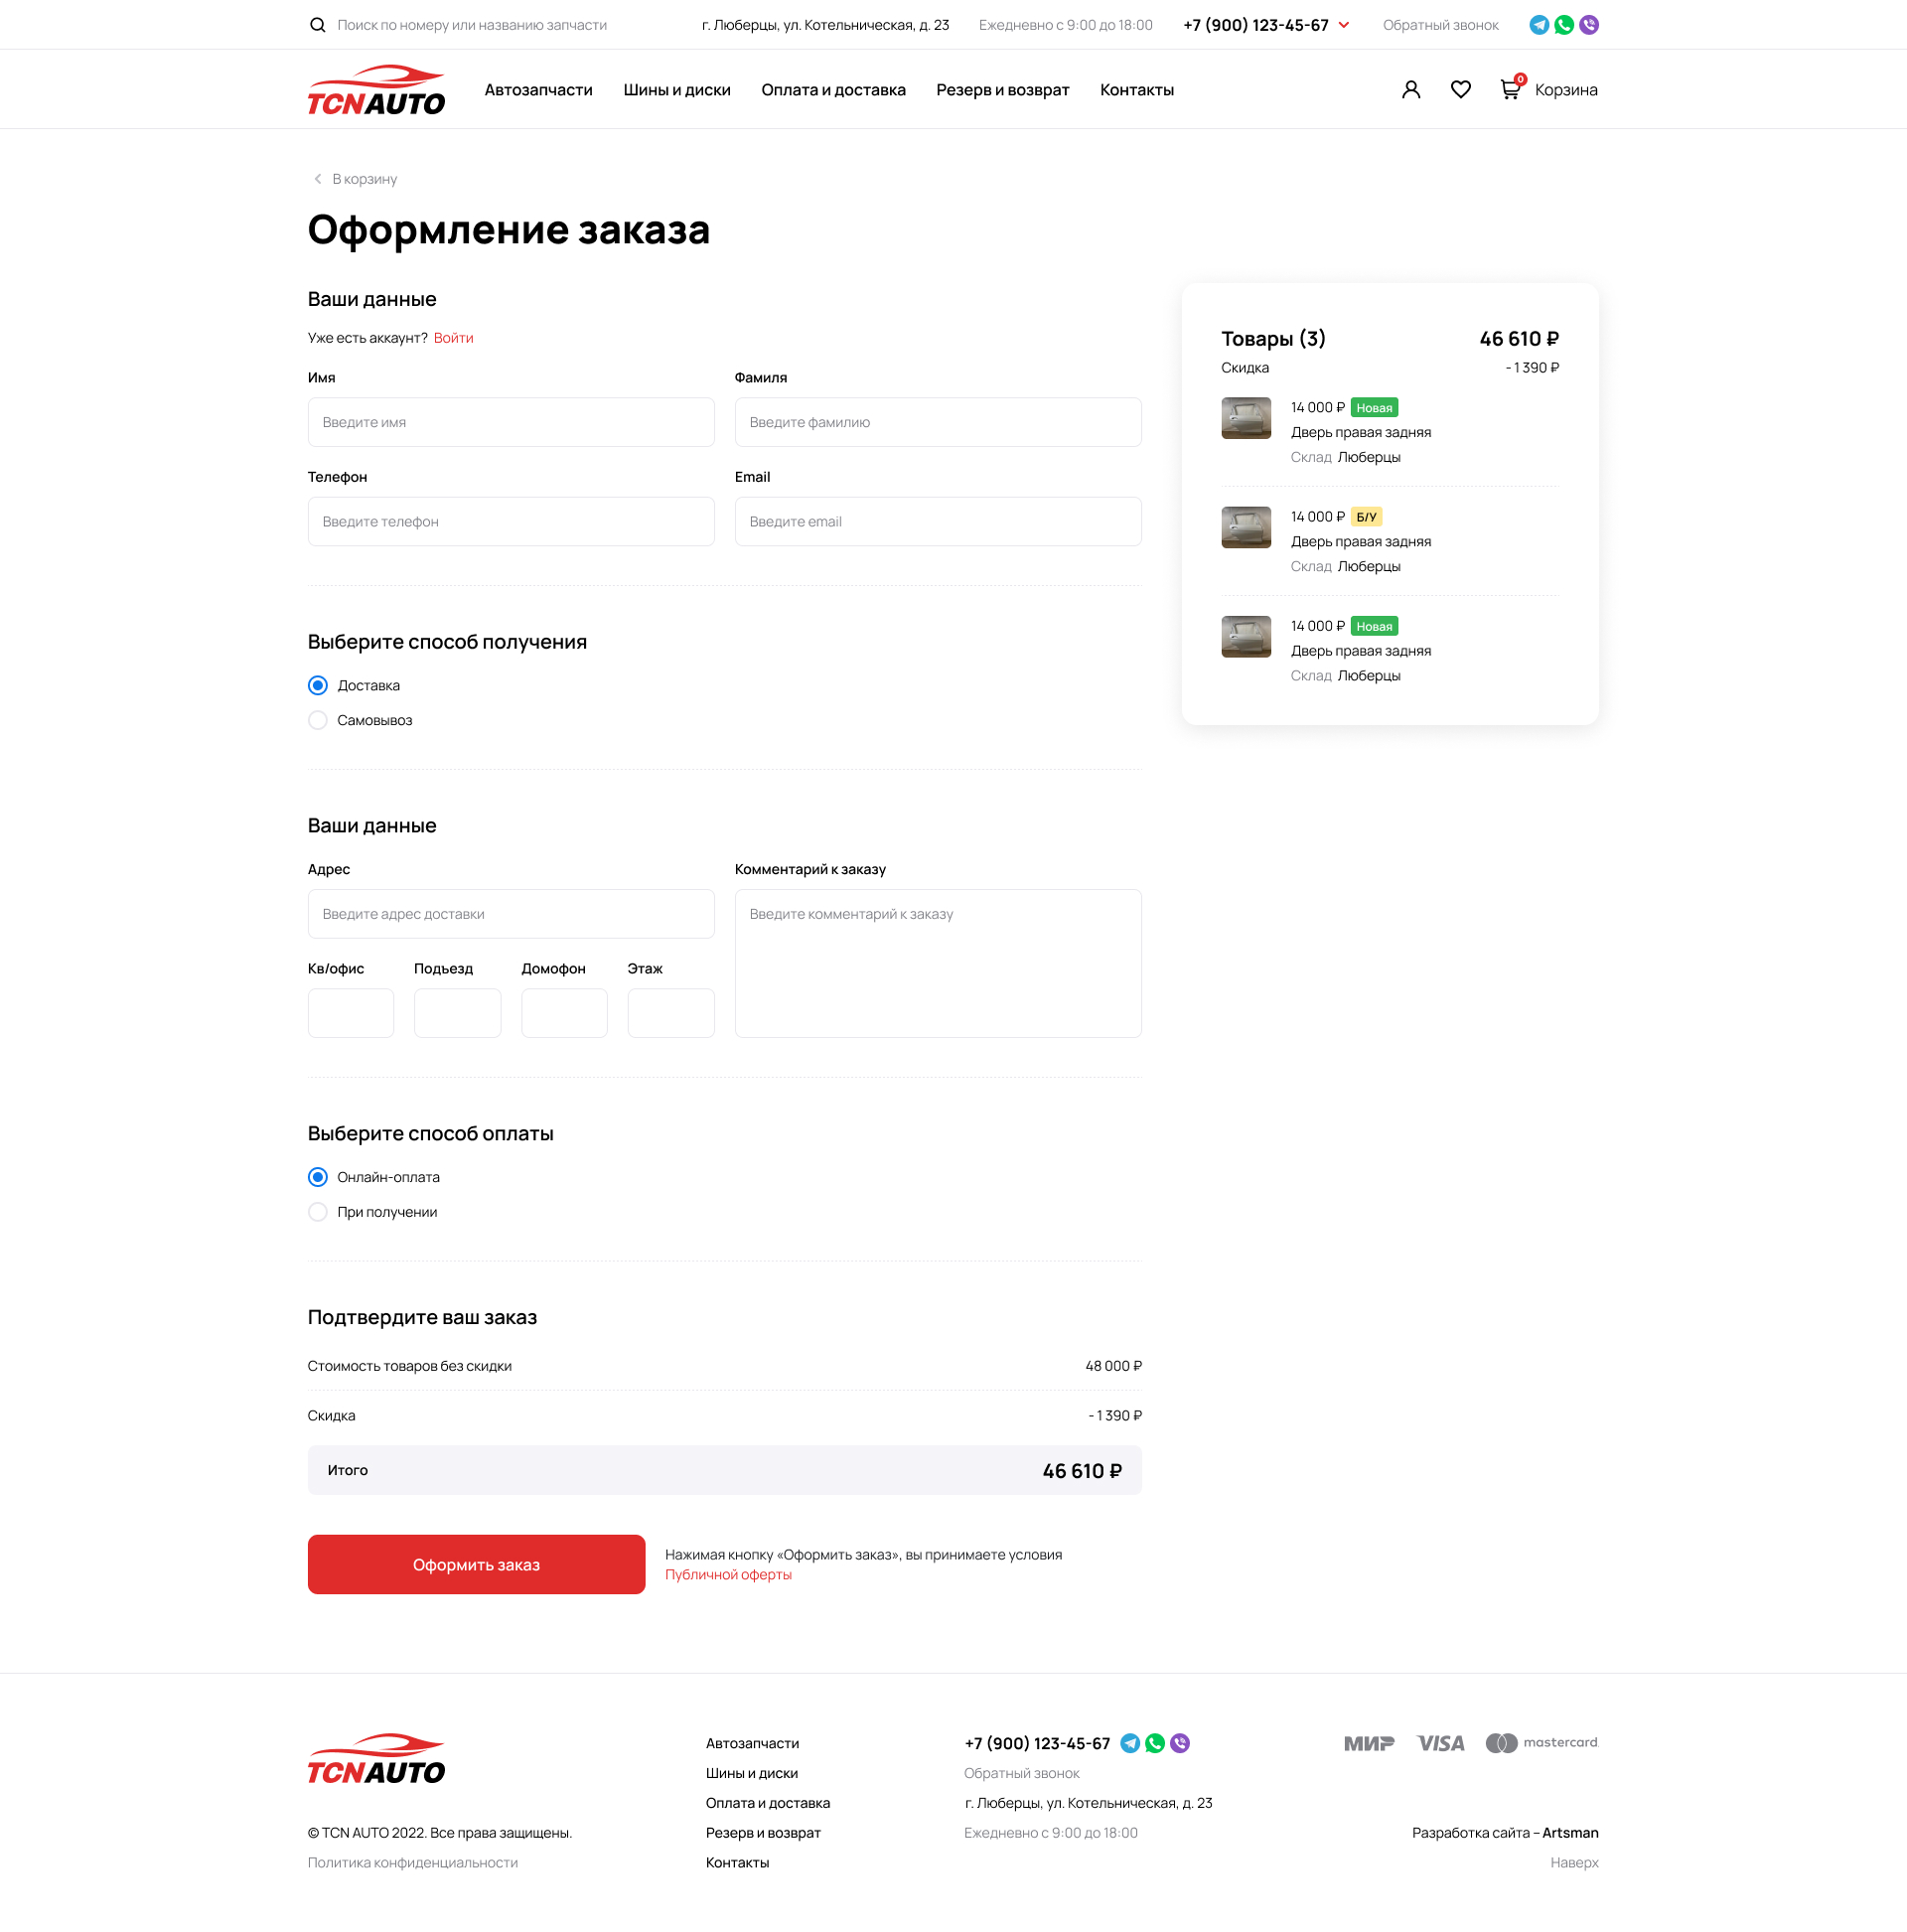 Поиск по номеру или названию запчасти
г. Люберцы, ул. Котельническая, д. 23
Ежедневно с 9:00 до 18:00
+7 (900) 123-45-67
Обратный звонок
TCNAUTO
Автозапчасти
Шины и диски
Оплата и доставка
Резерв и возврат
Контакты
0
Корзина
В корзину
Оформление заказа
Ваши данные
Уже есть аккаунт? Войти
Имя
Фамиля
Введите имя
Введите фамилию
Телефон
Email
Введите телефон
Введите email
Выберите способ получения
Доставка
Самовывоз
Ваши данные
Адрес
Комментарий к заказу
Введите адрес доставки
Введите комментарий к заказу
Кв/офис
Подъезд
Домофон
Этаж
Выберите способ оплаты
Онлайн-оплата
При получении
Подтвердите ваш заказ
Стоимость товаров без скидки
48 000 ₽
Скидка
- 1 390 ₽
Итого
46 610 ₽
Оформить заказ
Нажимая кнопку «Оформить заказ», вы принимаете условия
Публичной оферты
Товары (3)
46 610 ₽
Скидка
- 1 390 ₽
14 000 ₽ Новая
Дверь правая задняя
Склад Люберцы
14 000 ₽ Б/У
Дверь правая задняя
Склад Люберцы
14 000 ₽ Новая
Дверь правая задняя
Склад Люберцы
TCNAUTO
© TCN AUTO 2022. Все права защищены.
Политика конфиденциальности
Автозапчасти
Шины и диски
Оплата и доставка
Резерв и возврат
Контакты
+7 (900) 123-45-67
Обратный звонок
г. Люберцы, ул. Котельническая, д. 23
Ежедневно с 9:00 до 18:00
МИР
VISA
mastercard
Разработка сайта – Artsman
Наверх